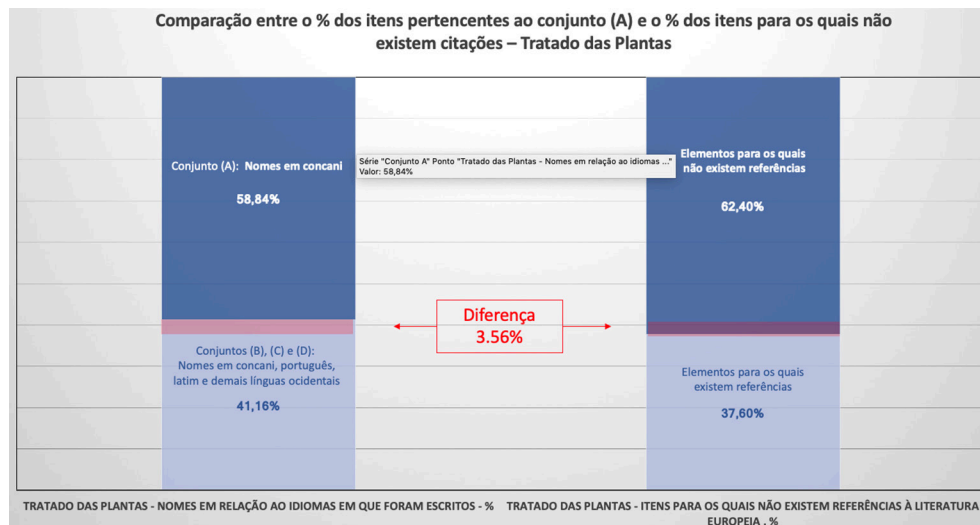 Comparação entre o % dos itens pertencentes ao conjunto (A) e o % dos itens para os quais não
existem citações – Tratado das Plantas
Conjunto (A): Nomes em concani
58,84%
Série "Conjunto A" Ponto "Tratado das Plantas - Nomes em relação ao idiomas ..."
Valor: 58,84%
Elementos para os quais
não existem referências
62,40%
Diferença
3.56%
Conjuntos (B), (C) e (D):
Nomes em concani, português,
latim e demais línguas ocidentais
41,16%
Elementos para os quais
existem referências
37,60%
TRATADO DAS PLANTAS - NOMES EM RELAÇÃO AO IDIOMAS EM QUE FORAM ESCRITOS - %
TRATADO DAS PLANTAS - ITENS PARA OS QUAIS NÃO EXISTEM REFERÊNCIAS À LITERATURA
EUROPEIA . %